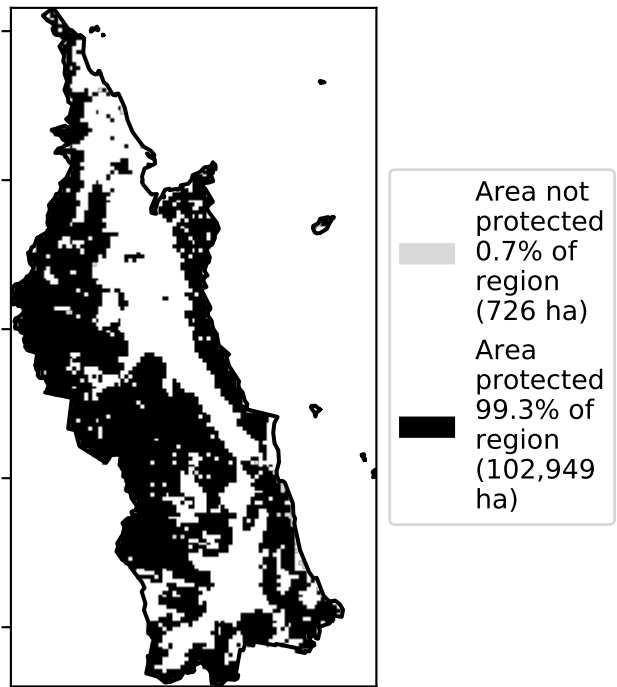 Area not
protected
0.7% of
region
(726 ha)
Area
protected
99.3% of
region
(102,949
ha)